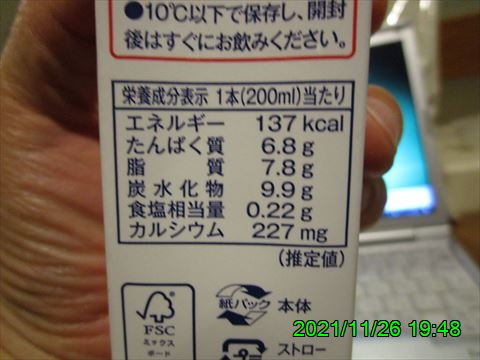 ●10℃以下で保存し、開封
後はすぐにお飲みください。
栄養成分表示 1本(200ml)当たり
エネルギー 137 kcal
たんぱく質 6.8 g
脂質 7.8 g
炭水化物 9.9 g
食塩相当量 0.22 g
カルシウム 227 mg
(推定値)
紙パック 本体
FSC
ミックス
ボード
ストロー
2021/11/26 19:48